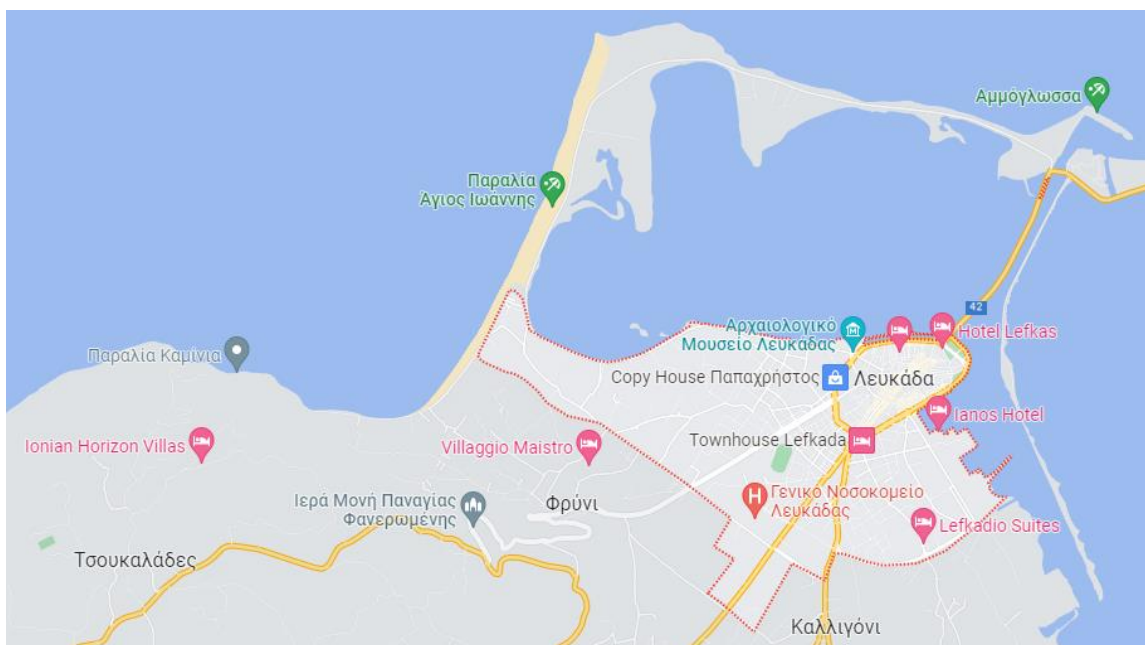 Αμμόγλωσσα
Παραλία
Άγιος Ιωάννης
42
Αρχαιολογικό
Μουσείο Λευκάδας
Hotel Lefkas
Παραλία Καμίνια
Copy House Παπαχρήστος
Λευκάδα
Ianos Hotel
Ionian Horizon Villas
Villaggio Maistro
Townhouse Lefkada
Ιερά Μονή Παναγίας
Φανερωμένης
Φρύνι
Γενικό Νοσοκομείο
Λευκάδας
Lefkadio Suites
Τσουκαλάδες
Καλλιγόνι